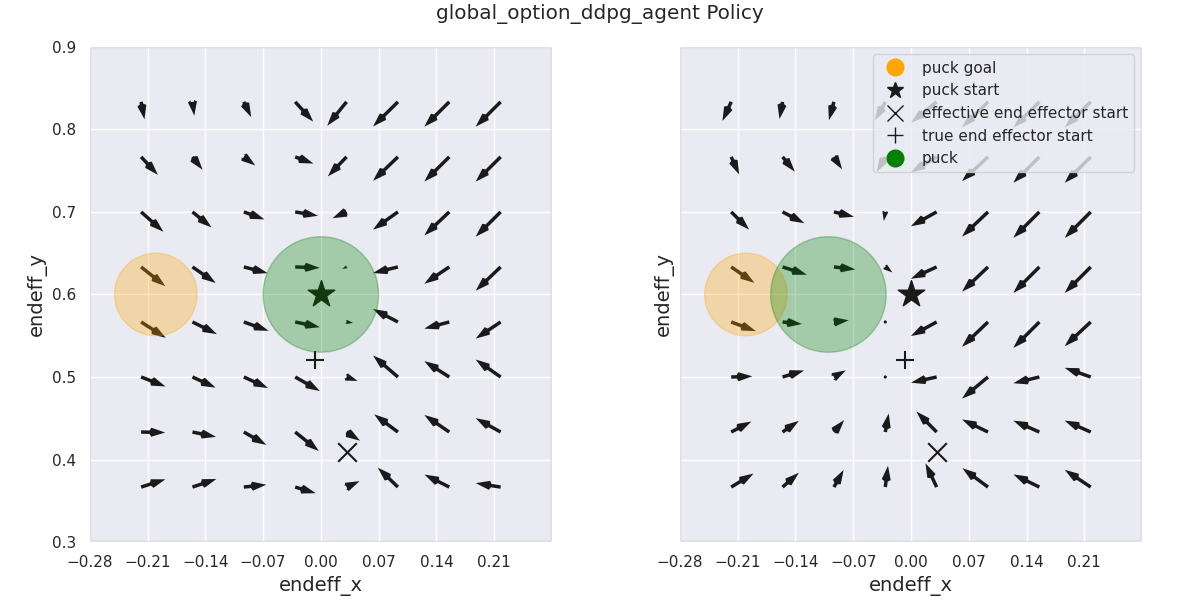 global_option_ddpg_agent Policy
endeff_y
0.9
0.8
0.7
0.6
0.5
0.4
0.3
−0.28 −0.21 −0.14 −0.07 0.00 0.07 0.14 0.21
endeff_x
puck goal
puck start
effective end effector start
true end effector start
puck
endeff_y
−0.28 −0.21 −0.14 −0.07 0.00 0.07 0.14 0.21
endeff_x